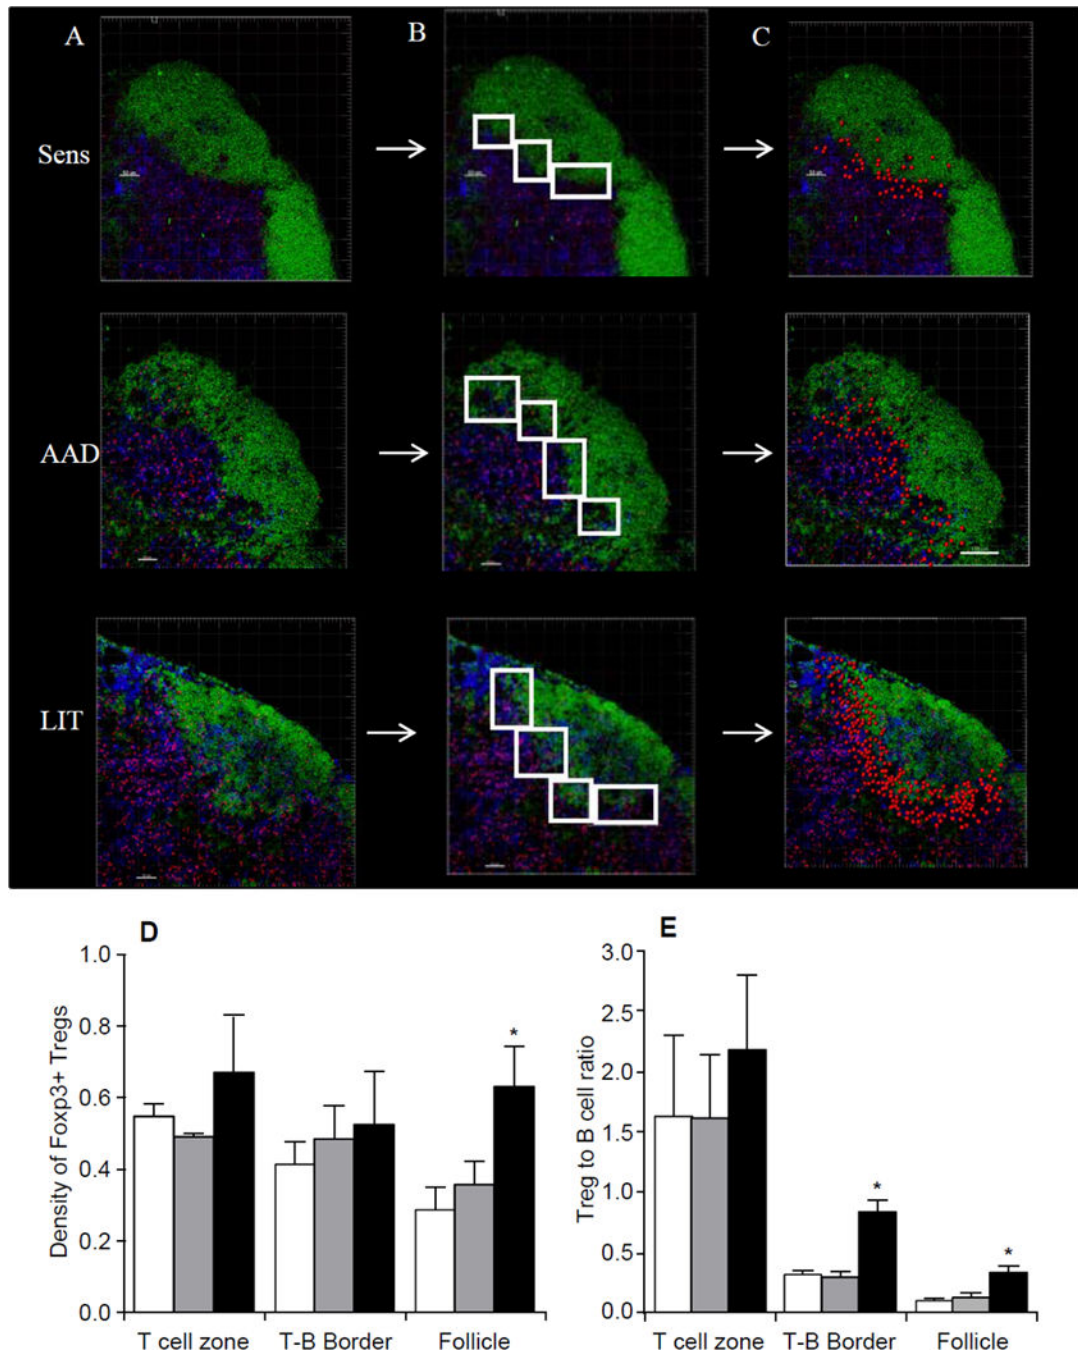 A
B
C
Sens
AAD
LIT
D
Density of Foxp3+ Tregs
1.0
0.8
0.6
0.4
0.2
0.0
*
T cell zone
T-B Border
Follicle
E
Treg to B cell ratio
3.0
2.5
2.0
1.5
1.0
0.5
0.0
*
*
T cell zone
T-B Border
Follicle